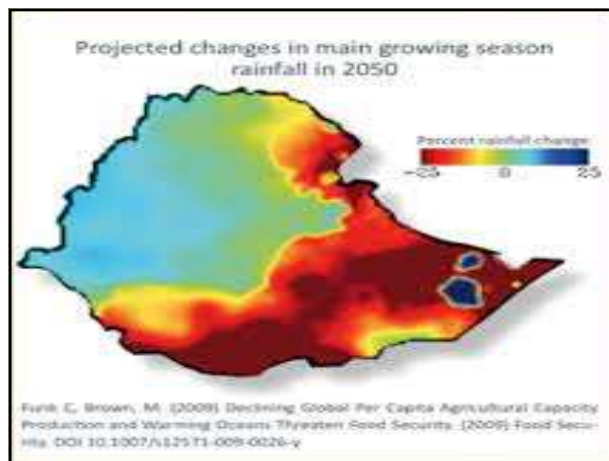 Projected changes in main growing season
rainfall in 2050
Percent rainfall change
-25 0 25
Funk C, Brown, M. (2009) Declining Global Per Capita Agricultural Capacity
Production and Warming Oceans Threaten Food Security. (2009) Food Secu-
rity. DOI 10.1007/s12571-009-0026-y